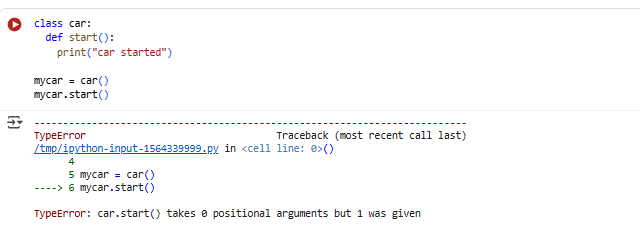 class car:
  def start():
    print("car started")
mycar = car()
mycar.start()
---------------------------------------------------------------------------
TypeError                                 Traceback (most recent call last)
/tmp/ipython-input-1564339999.py in <cell line: 0>()
      4
      5 mycar = car()
----> 6 mycar.start()
TypeError: car.start() takes 0 positional arguments but 1 was given